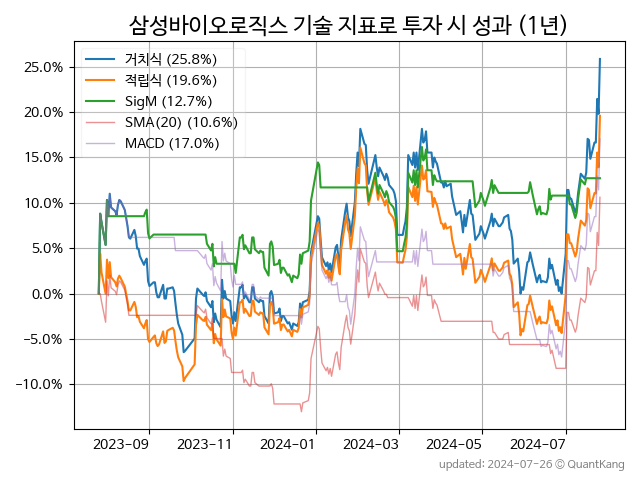 삼성바이오로직스 기술 지표로 투자 시 성과 (1년)
거치식 (25.8%)
적립식 (19.6%)
SigM (12.7%)
SMA(20) (10.6%)
MACD (17.0%)
25.0%
20.0%
15.0%
10.0%
5.0%
0.0%
−5.0%
−10.0%
2023-09 2023-11 2024-01 2024-03 2024-05 2024-07
updated: 2024-07-26 © QuantKang